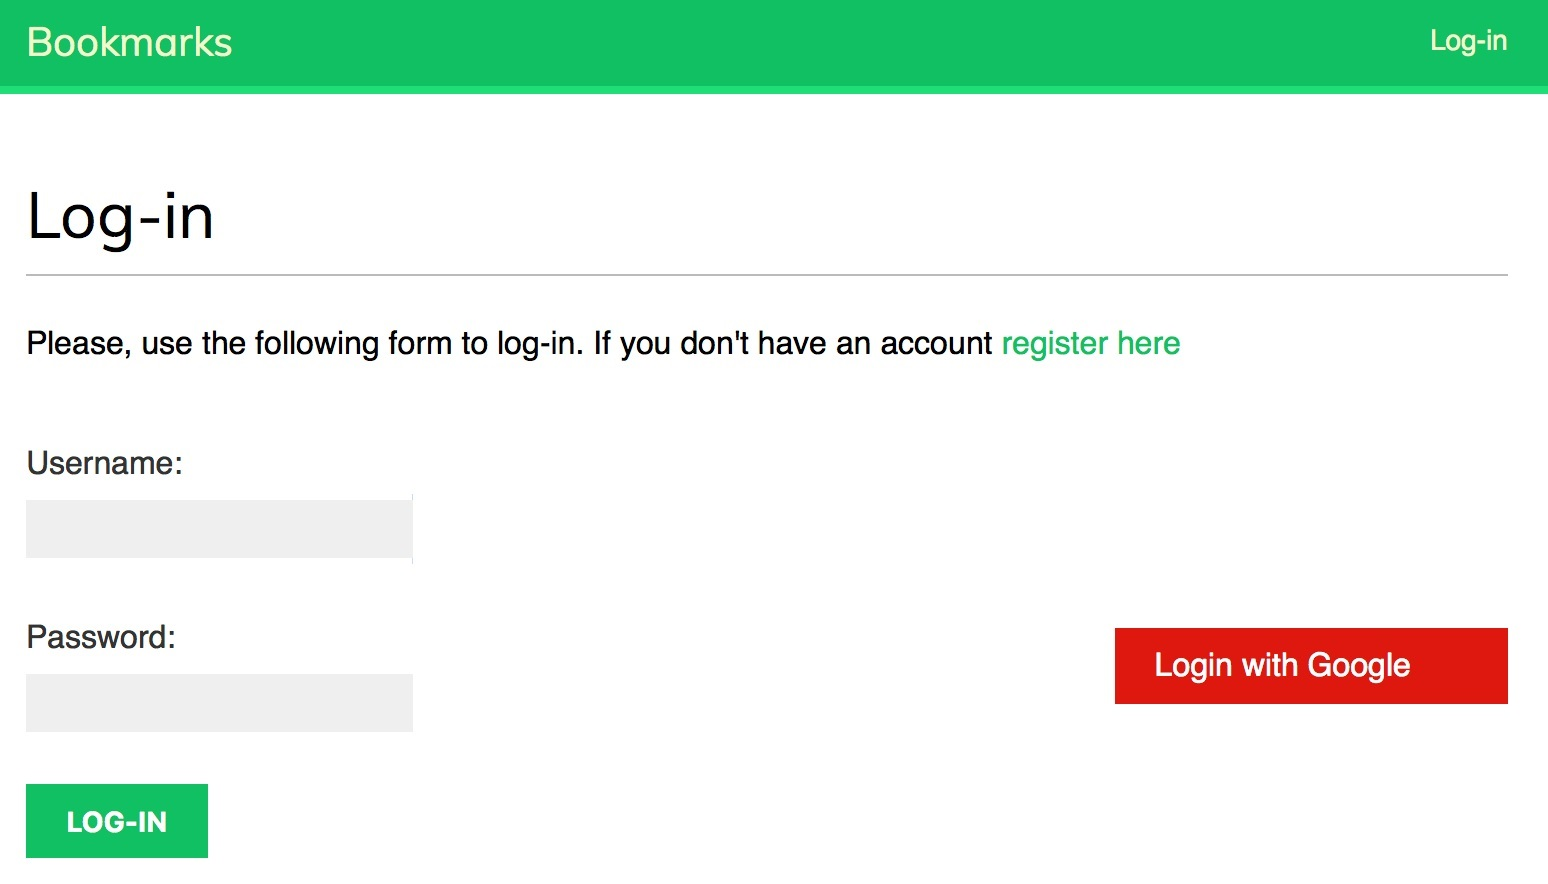 Bookmarks
Log-in
Log-in
Please, use the following form to log-in. If you don't have an account register here
Username:
Password:
Login with Google
LOG-IN